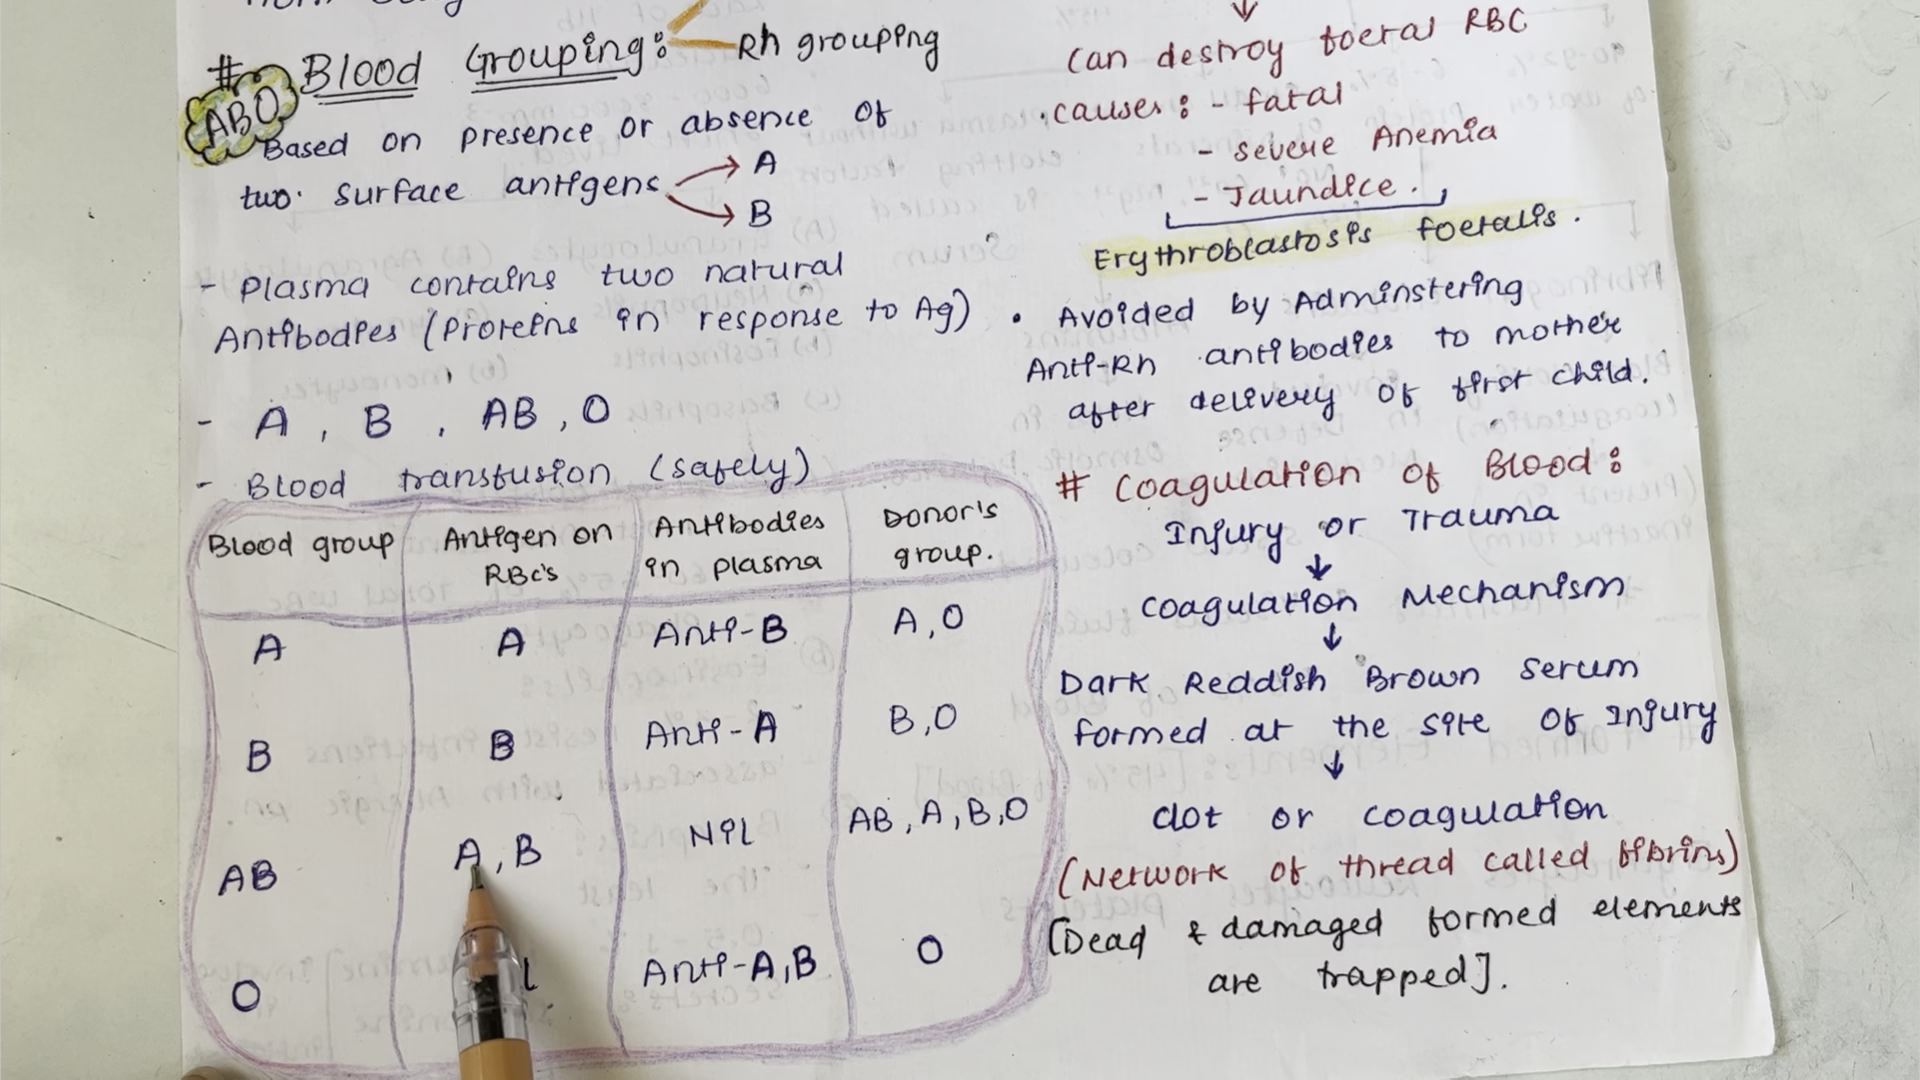 # Blood Grouping:
Rh grouping
ABO
Based on presence or absence of
two surface antigens
A
B
- Plasma contains two natural
Antibodies (Proteins in response to Ag)
- A, B, AB, O
- Blood transfusion (safely)
Blood group Antigen on RBc's Antibodies in plasma Donor's group.
A A Anti-B A,O
B B Anti-A B,O
AB A,B Nil AB, A, B,O
O Anti-A,B O
Can destroy foetal RBC
causes: - fatal
- severe Anemia
- Jaundice.
Erythroblastosis foetalis.
• Avoided by Adminstering
Anti-Rh antibodies to mother
after delivery of first child.
# Coagulation of Blood:
Injury or Trauma
↓
Coagulation Mechanism
↓
Dark Reddish Brown serum
formed at the site of Injury
↓
clot or coagulation
(Network of thread called fibrins)
[Dead & damaged formed elements
are trapped].